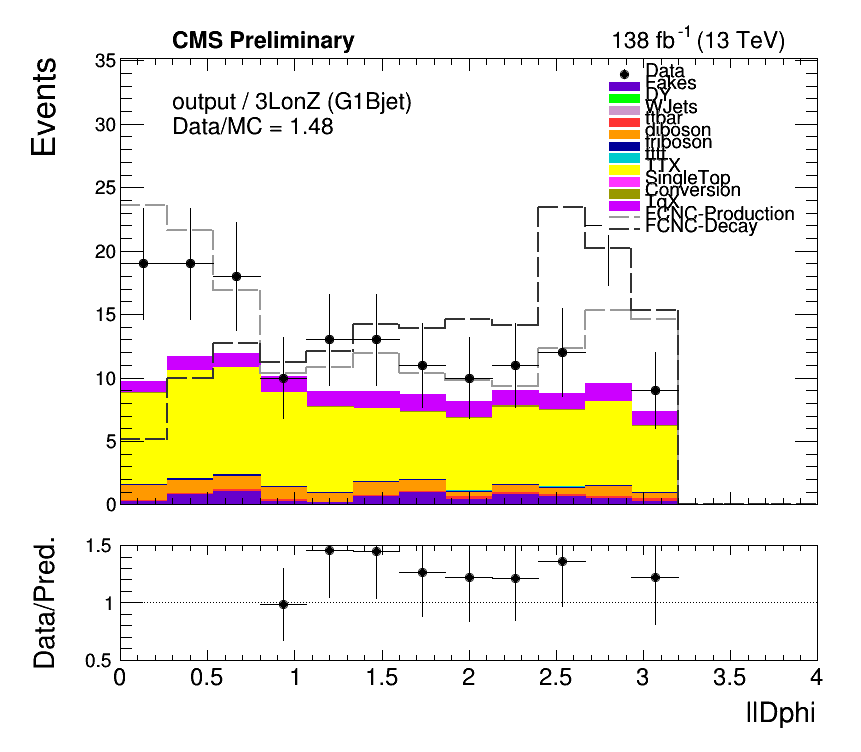 CMS Preliminary
138 fb-1 (13 TeV)
Events
35
30
25
20
15
10
5
0
output / 3LonZ (G1Bjet)
Data/MC = 1.48
Data
Fakes
DY
WJets
ttbar
diboson
triboson
tttt
TTX
SingleTop
Conversion
TqX
FCNC-Production
FCNC-Decay
Data/Pred.
1.5
1
0.5
0
0.5
1
1.5
2
2.5
3
3.5
4
llDphi